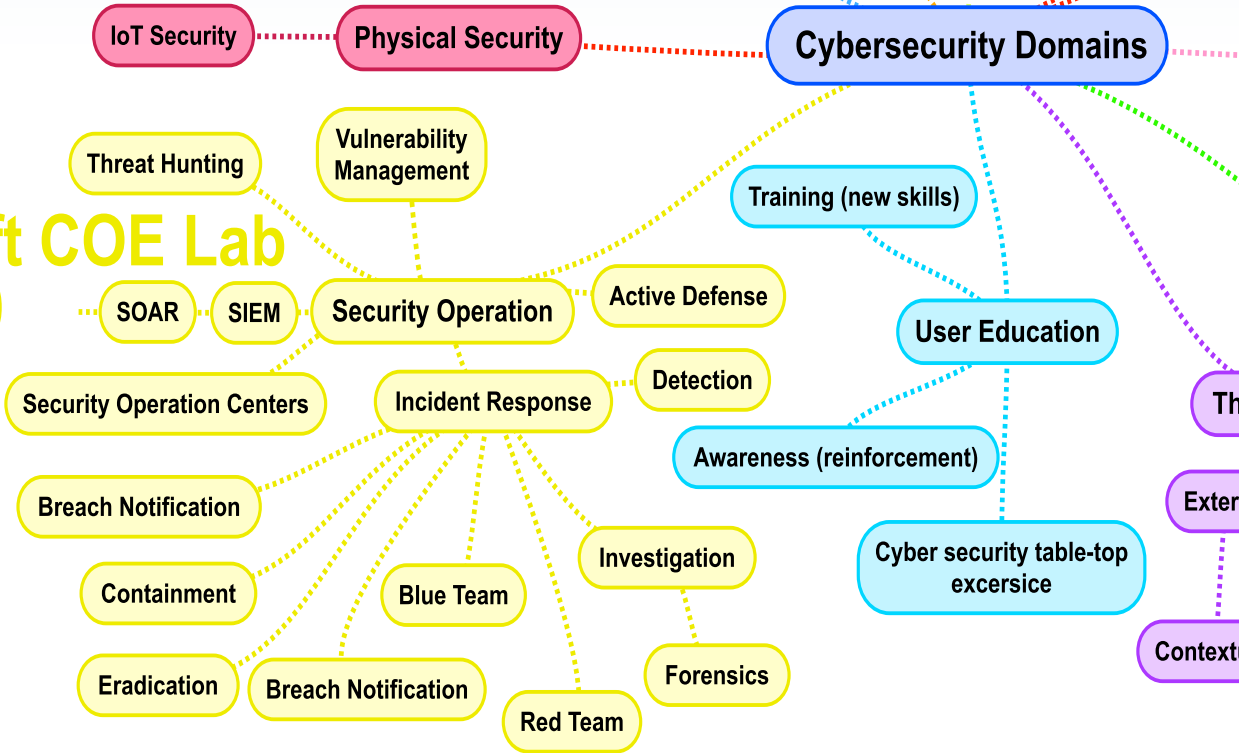 IoT Security
Physical Security
Cybersecurity Domains
Threat Hunting
Vulnerability
Management
Training (new skills)
COE Lab
SOAR
SIEM
Security Operation
Active Defense
User Education
Security Operation Centers
Incident Response
Detection
Awareness (reinforcement)
Breach Notification
Investigation
Cyber security table-top
excersice
Containment
Blue Team
Eradication
Breach Notification
Red Team
Forensics